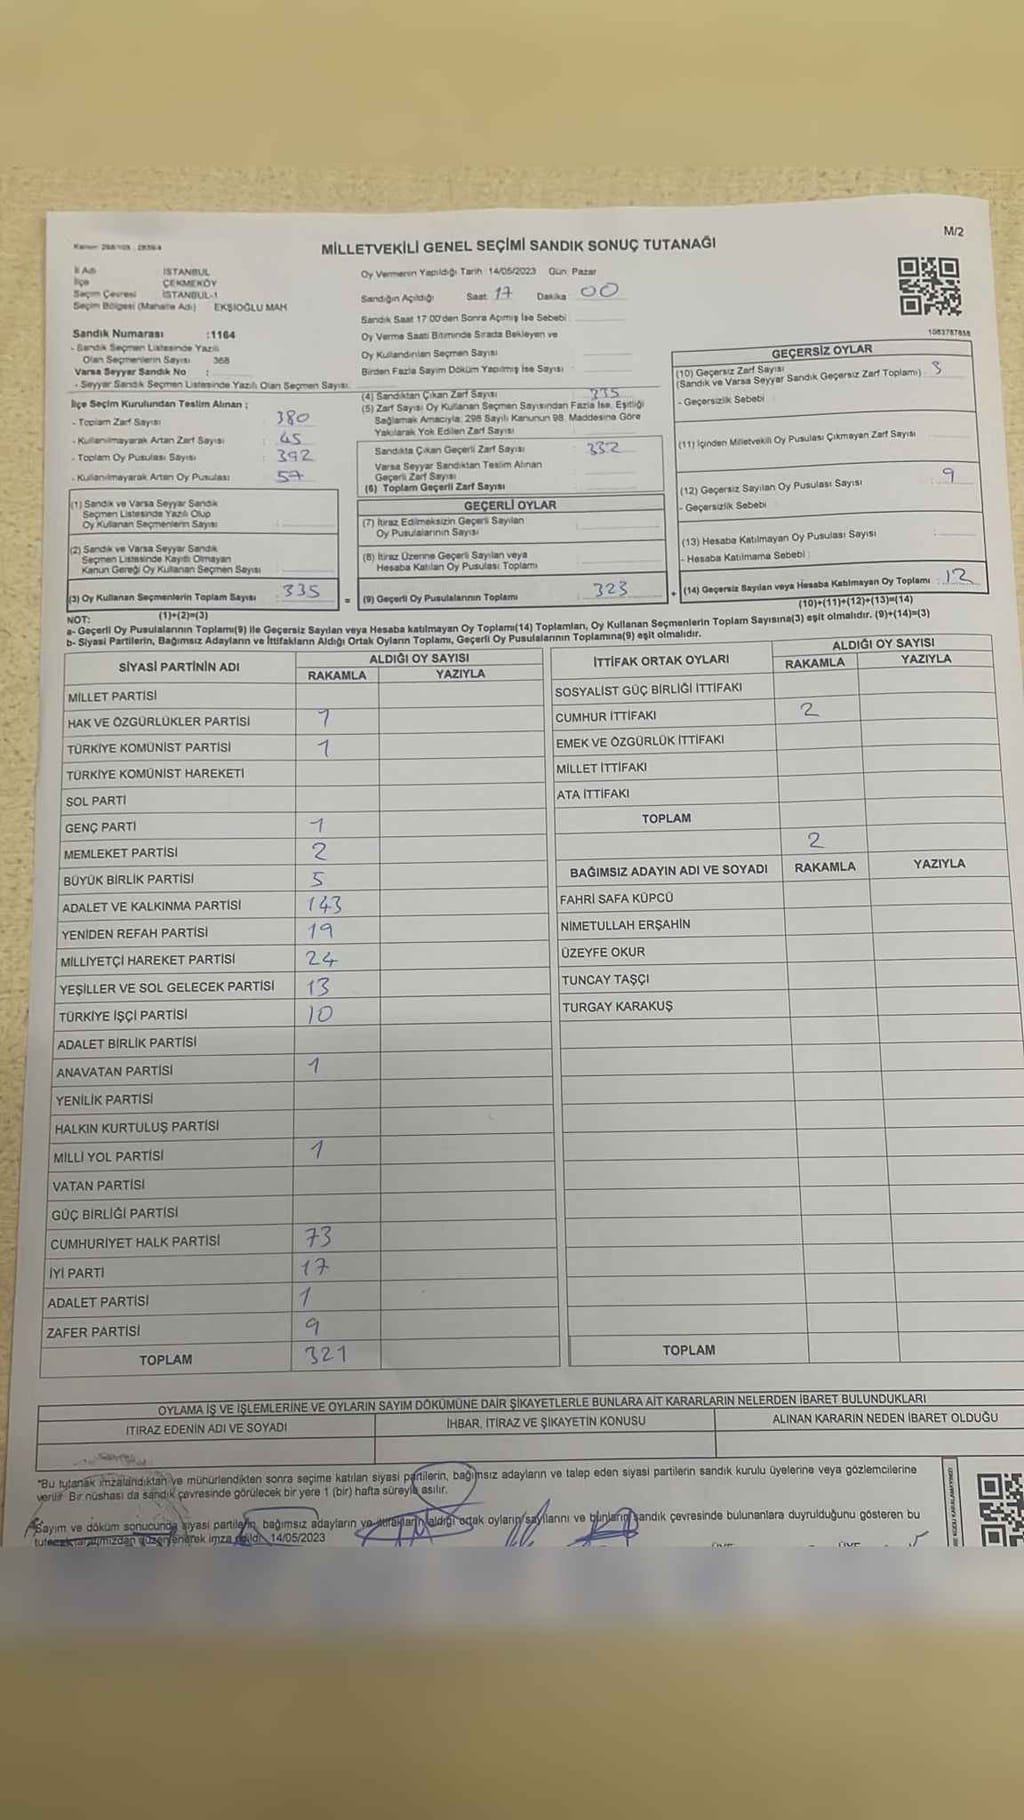 M/2
MİLLETVEKİLİ GENEL SEÇİMİ SANDIK SONUÇ TUTANAĞI
İl Adı İSTANBUL
İlçe ÇEKMEKÖY
Seçim Çevresi İSTANBUL-1
Seçim Bölgesi (Mahalle Adı) EKŞİOĞLU MAH
Sandık Numarası :1164
- Sandık Seçmen Listesinde Yazılı
Olan Seçmenlerin Sayısı 368
Varsa Seyyar Sandık No :
- Seyyar Sandık Seçmen Listesinde Yazılı Olan Seçmen Sayısı:
Oy Vermenin Yapıldığı Tarih 14/05/2023 Gün: Pazar
Sandığın Açıldığı Saat 17 Dakika 00
Sandık Saat 17.00'den Sonra Açılmış İse Sebebi
Oy Verme Saati Bitiminde Sırada Bekleyen ve
Oy Kullandırılan Seçmen Sayısı
Birden Fazla Sayım Döküm Yapılmış İse Sayısı
1083787858
İlçe Seçim Kurulundan Teslim Alınan ;
- Toplam Zarf Sayısı : 380
- Kullanılmayarak Artan Zarf Sayısı : 45
- Toplam Oy Pusulası Sayısı : 392
- Kullanılmayarak Artan Oy Pusulası : 57
(4) Sandıktan Çıkan Zarf Sayısı 335
(5) Zarf Sayısı Oy Kullanan Seçmen Sayısından Fazla İse, Eşitliği
Sağlamak Amacıyla, 298 Sayılı Kanunun 98. Maddesine Göre
Yakılarak Yok Edilen Zarf Sayısı
Sandıkta Çıkan Geçerli Zarf Sayısı 332
Varsa Seyyar Sandıktan Teslim Alınan
Geçerli Zarf Sayısı
(6) Toplam Geçerli Zarf Sayısı
GEÇERSİZ OYLAR
(10) Geçersiz Zarf Sayısı
(Sandık ve Varsa Seyyar Sandık Geçersiz Zarf Toplamı) 3
- Geçersizlik Sebebi
(11) İçinden Milletvekili Oy Pusulası Çıkmayan Zarf Sayısı
(12) Geçersiz Sayılan Oy Pusulası Sayısı 9
- Geçersizlik Sebebi
(13) Hesaba Katılmayan Oy Pusulası Sayısı
- Hesaba Katılmama Sebebi
(14) Geçersiz Sayılan veya Hesaba Katılmayan Oy Toplamı : 12
(10)+(11)+(12)+(13)=(14)
(1) Sandık ve Varsa Seyyar Sandık
Seçmen Listesinde Yazılı Olup
Oy Kullanan Seçmenlerin Sayısı
(2) Sandık ve Varsa Seyyar Sandık
Seçmen Listesinde Kayıtlı Olmayan
Kanun Gereği Oy Kullanan Seçmen Sayısı
(3) Oy Kullanan Seçmenlerin Toplam Sayısı : 335
(1)+(2)=(3)
GEÇERLİ OYLAR
(7) İtiraz Edilmeksizin Geçerli Sayılan
Oy Pusulalarının Sayısı
(8) İtiraz Üzerine Geçerli Sayılan veya
Hesaba Katılan Oy Pusulası Toplamı
= (9) Geçerli Oy Pusulalarının Toplamı 323 +
NOT:
a- Geçerli Oy Pusulalarının Toplamı(9) ile Geçersiz Sayılan veya Hesaba katılmayan Oy Toplamı(14) Toplamları, Oy Kullanan Seçmenlerin Toplam Sayısına(3) eşit olmalıdır. (9)+(14)=(3)
b- Siyasi Partilerin, Bağımsız Adayların ve İttifakların Aldığı Ortak Oyların Toplamı, Geçerli Oy Pusulalarının Toplamına(9) eşit olmalıdır.
SİYASİ PARTİNİN ADI ALDIĞI OY SAYISI
RAKAMLA YAZIYLA
MİLLET PARTİSİ
HAK VE ÖZGÜRLÜKLER PARTİSİ 1
TÜRKİYE KOMÜNİST PARTİSİ 1
TÜRKİYE KOMÜNİST HAREKETİ
SOL PARTİ
GENÇ PARTİ 1
MEMLEKET PARTİSİ 2
BÜYÜK BİRLİK PARTİSİ 5
ADALET VE KALKINMA PARTİSİ 143
YENİDEN REFAH PARTİSİ 19
MİLLİYETÇİ HAREKET PARTİSİ 24
YEŞİLLER VE SOL GELECEK PARTİSİ 13
TÜRKİYE İŞÇİ PARTİSİ 10
ADALET BİRLİK PARTİSİ
ANAVATAN PARTİSİ 1
YENİLİK PARTİSİ
HALKIN KURTULUŞ PARTİSİ
MİLLİ YOL PARTİSİ 1
VATAN PARTİSİ
GÜÇ BİRLİĞİ PARTİSİ
CUMHURİYET HALK PARTİSİ 73
İYİ PARTİ 17
ADALET PARTİSİ 1
ZAFER PARTİSİ 9
TOPLAM 321
İTTİFAK ORTAK OYLARI ALDIĞI OY SAYISI
RAKAMLA YAZIYLA
SOSYALİST GÜÇ BİRLİĞİ İTTİFAKI
CUMHUR İTTİFAKI 2
EMEK VE ÖZGÜRLÜK İTTİFAKI
MİLLET İTTİFAKI
ATA İTTİFAKI
TOPLAM
2
BAĞIMSIZ ADAYIN ADI VE SOYADI RAKAMLA YAZIYLA
FAHRİ SAFA KÜPCÜ
NİMETULLAH ERŞAHİN
ÜZEYFE OKUR
TUNCAY TAŞÇI
TURGAY KARAKUŞ
TOPLAM
OYLAMA İŞ VE İŞLEMLERİNE VE OYLARIN SAYIM DÖKÜMÜNE DAİR ŞİKAYETLERLE BUNLARA AİT KARARLARIN NELERDEN İBARET BULUNDUKLARI
İTİRAZ EDENİN ADI VE SOYADI İHBAR, İTİRAZ VE ŞİKAYETİN KONUSU ALINAN KARARIN NEDEN İBARET OLDUĞU
"Bu tutanak imzalandıktan ve mühürlendikten sonra seçime katılan siyasi partilerin, bağımsız adayların ve talep eden siyasi partilerin sandık kurulu üyelerine veya gözlemcilerine
verilir. Bir nüshası da sandık çevresinde görülecek bir yere 1 (bir) hafta süreyle asılır.
Sayım ve döküm sonucunda siyasi partilerin, bağımsız adayların ve ittifakların aldığı ortak oyların sayılarını ve bunların sandık çevresinde bulunanlara duyrulduğunu gösteren bu
tutanak tarafımızdan düzenlenerek imza edildi. 14/05/2023
ÜYE ÜYE